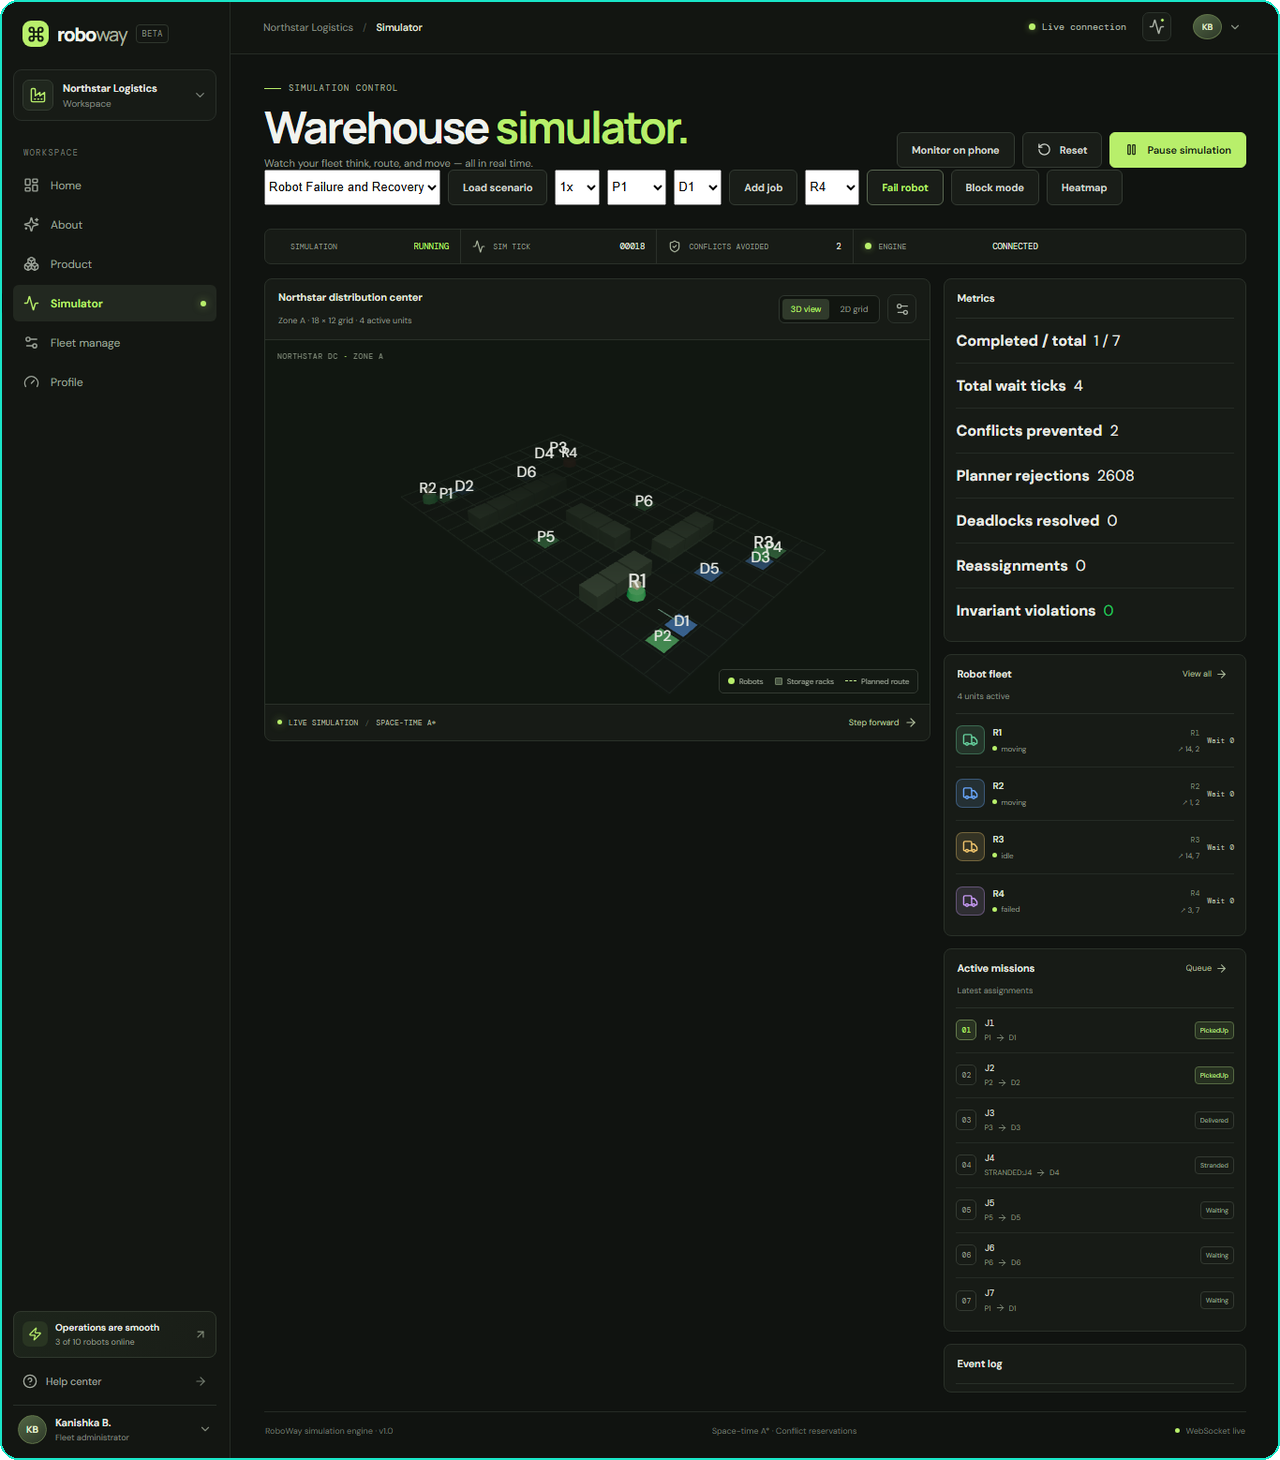 roboway BETA
Northstar Logistics
Workspace
WORKSPACE
Home
About
Product
Simulator
Fleet manage
Profile
Operations are smooth
3 of 10 robots online
Help center
KB
Kanishka B.
Fleet administrator
Northstar Logistics / Simulator
Live connection
KB
SIMULATION CONTROL
Warehouse simulator.
Watch your fleet think, route, and move — all in real time.
Monitor on phone
Reset
Pause simulation
Robot Failure and Recovery
Load scenario
1x
P1
D1
Add job
R4
Fail robot
Block mode
Heatmap
SIMULATION RUNNING
SIM TICK 00018
CONFLICTS AVOIDED 2
ENGINE CONNECTED
Northstar distribution center
Zone A · 18 × 12 grid · 4 active units
3D view
2D grid
NORTHSTAR DC - ZONE A
P3
D4
R4
D6
R2
P1
D2
P6
P5
R3
P4
D3
D5
R1
D1
P2
Robots
Storage racks
Planned route
LIVE SIMULATION / SPACE-TIME A*
Step forward
Metrics
Completed / total 1 / 7
Total wait ticks 4
Conflicts prevented 2
Planner rejections 2608
Deadlocks resolved 0
Reassignments 0
Invariant violations 0
Robot fleet
View all
4 units active
R1
moving
R1
↗ 14, 2
Wait 0
R2
moving
R2
↗ 1, 2
Wait 0
R3
idle
R3
↗ 14, 7
Wait 0
R4
failed
R4
↗ 3, 7
Wait 0
Active missions
Queue
Latest assignments
01
J1
P1 → D1
PickedUp
02
J2
P2 → D2
PickedUp
03
J3
P3 → D3
Delivered
04
J4
STRANDED:J4 → D4
Stranded
05
J5
P5 → D5
Waiting
06
J6
P6 → D6
Waiting
07
J7
P1 → D1
Waiting
Event log
RoboWay simulation engine · v1.0
Space-time A* · Conflict reservations
WebSocket live